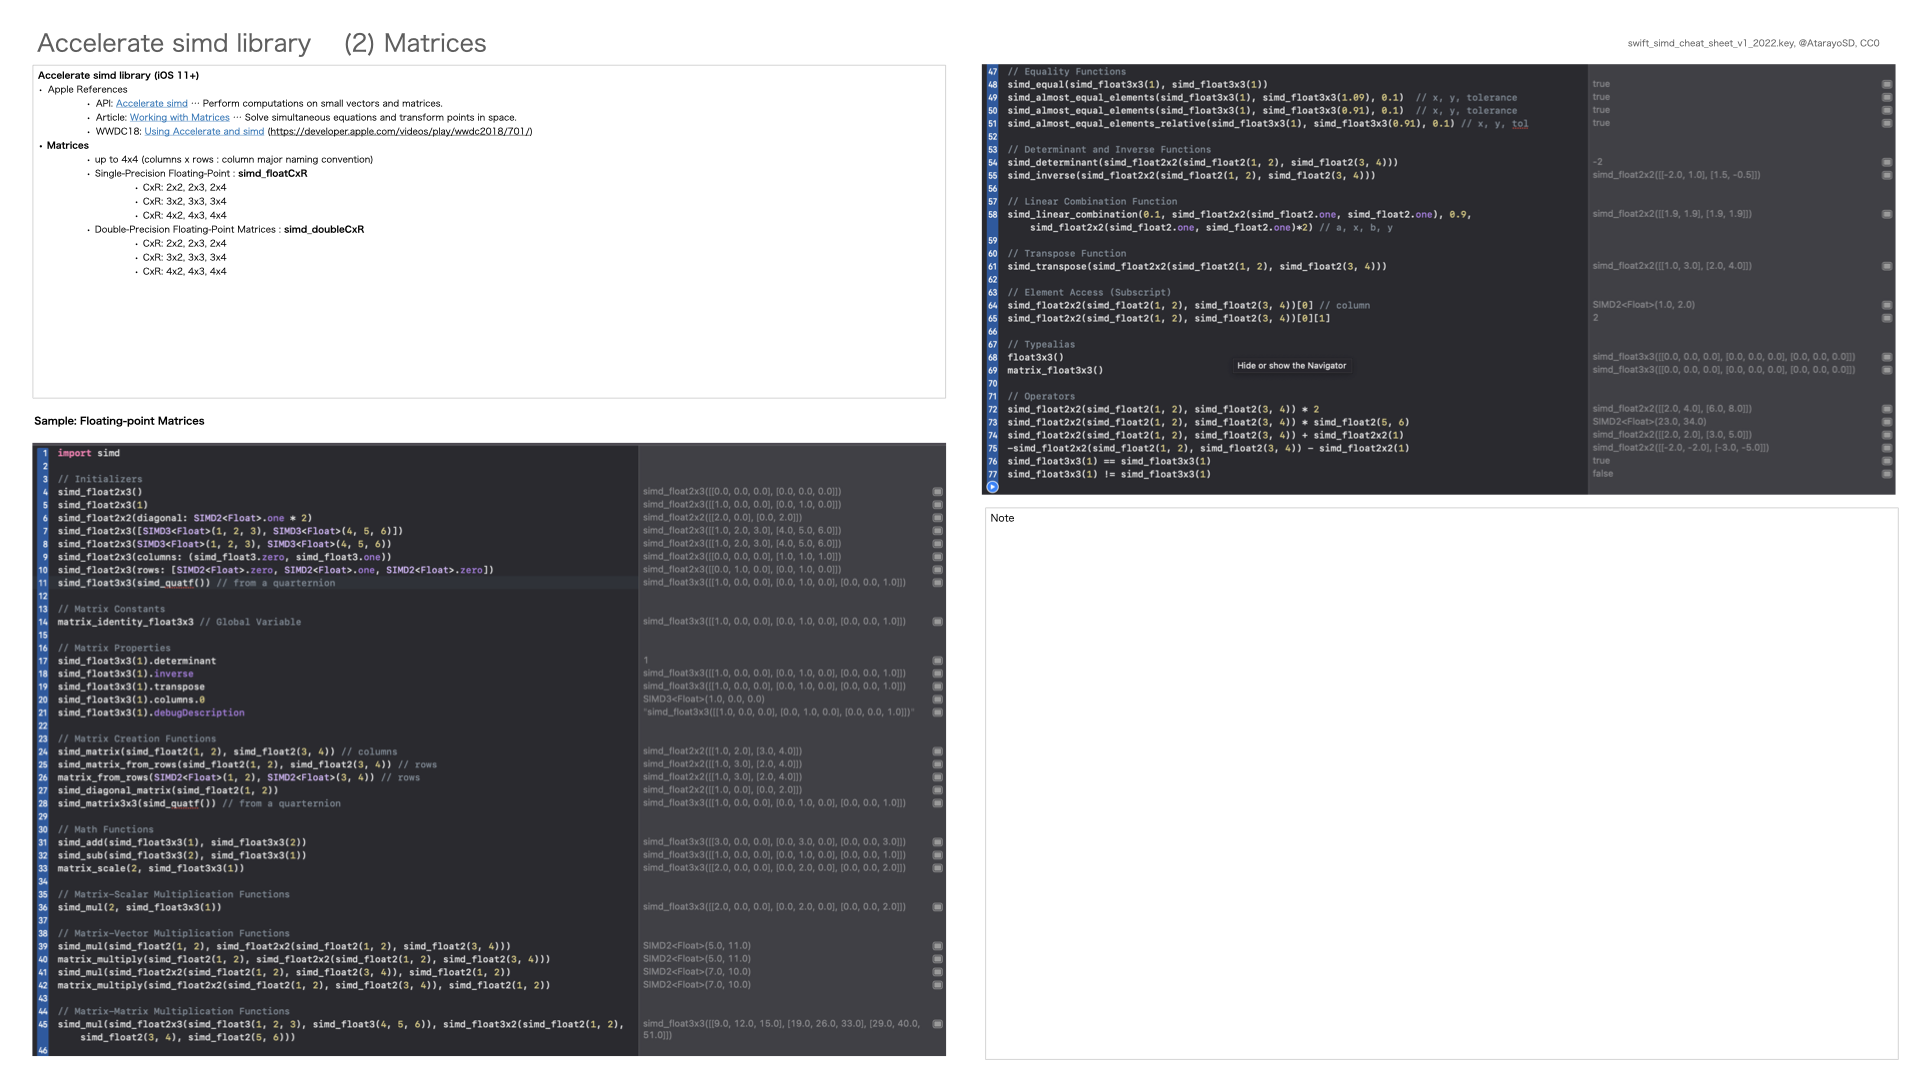 Accelerate simd library (2) Matrices
swift_simd_cheat_sheet_v1_2022.key, @AtarayoSD, CC0
Accelerate simd library (iOS 11+)
・ Apple References
・ API: Accelerate simd ··· Perform computations on small vectors and matrices.
・ Article: Working with Matrices ··· Solve simultaneous equations and transform points in space.
・ WWDC18: Using Accelerate and simd (https://developer.apple.com/videos/play/wwdc2018/701/)
・ Matrices
・ up to 4x4 (columns x rows : column major naming convention)
・ Single-Precision Floating-Point : simd_floatCxR
・ CxR: 2x2, 2x3, 2x4
・ CxR: 3x2, 3x3, 3x4
・ CxR: 4x2, 4x3, 4x4
・ Double-Precision Floating-Point Matrices : simd_doubleCxR
・ CxR: 2x2, 2x3, 2x4
・ CxR: 3x2, 3x3, 3x4
・ CxR: 4x2, 4x3, 4x4
Sample: Floating-point Matrices
1 import simd
2
3 // Initializers
4 simd_float2x3() simd_float2x3([[0.0, 0.0, 0.0], [0.0, 0.0, 0.0]])
5 simd_float2x3(1) simd_float2x3([[1.0, 0.0, 0.0], [0.0, 1.0, 0.0]])
6 simd_float2x2(diagonal: SIMD2<Float>.one * 2) simd_float2x2([[2.0, 0.0], [0.0, 2.0]])
7 simd_float2x3([SIMD3<Float>(1, 2, 3), SIMD3<Float>(4, 5, 6)]) simd_float2x3([[1.0, 2.0, 3.0], [4.0, 5.0, 6.0]])
8 simd_float2x3(SIMD3<Float>(1, 2, 3), SIMD3<Float>(4, 5, 6)) simd_float2x3([[1.0, 2.0, 3.0], [4.0, 5.0, 6.0]])
9 simd_float2x3(columns: (simd_float3.zero, simd_float3.one)) simd_float2x3([[0.0, 0.0, 0.0], [1.0, 1.0, 1.0]])
10 simd_float2x3(rows: [SIMD2<Float>.zero, SIMD2<Float>.one, SIMD2<Float>.zero]) simd_float2x3([[0.0, 1.0, 0.0], [0.0, 1.0, 0.0]])
11 simd_float3x3(simd_quatf()) // from a quarternion simd_float3x3([[1.0, 0.0, 0.0], [0.0, 1.0, 0.0], [0.0, 0.0, 1.0]])
12
13 // Matrix Constants
14 matrix_identity_float3x3 // Global Variable simd_float3x3([[1.0, 0.0, 0.0], [0.0, 1.0, 0.0], [0.0, 0.0, 1.0]])
15
16 // Matrix Properties
17 simd_float3x3(1).determinant 1
18 simd_float3x3(1).inverse simd_float3x3([[1.0, 0.0, 0.0], [0.0, 1.0, 0.0], [0.0, 0.0, 1.0]])
19 simd_float3x3(1).transpose simd_float3x3([[1.0, 0.0, 0.0], [0.0, 1.0, 0.0], [0.0, 0.0, 1.0]])
20 simd_float3x3(1).columns.0 SIMD3<Float>(1.0, 0.0, 0.0)
21 simd_float3x3(1).debugDescription "simd_float3x3([[1.0, 0.0, 0.0], [0.0, 1.0, 0.0], [0.0, 0.0, 1.0]])"
22
23 // Matrix Creation Functions
24 simd_matrix(simd_float2(1, 2), simd_float2(3, 4)) // columns simd_float2x2([[1.0, 2.0], [3.0, 4.0]])
25 simd_matrix_from_rows(simd_float2(1, 2), simd_float2(3, 4)) // rows simd_float2x2([[1.0, 3.0], [2.0, 4.0]])
26 matrix_from_rows(SIMD2<Float>(1, 2), SIMD2<Float>(3, 4)) // rows simd_float2x2([[1.0, 3.0], [2.0, 4.0]])
27 simd_diagonal_matrix(simd_float2(1, 2)) simd_float2x2([[1.0, 0.0], [0.0, 2.0]])
28 simd_matrix3x3(simd_quatf()) // from a quarternion simd_float3x3([[1.0, 0.0, 0.0], [0.0, 1.0, 0.0], [0.0, 0.0, 1.0]])
29
30 // Math Functions
31 simd_add(simd_float3x3(1), simd_float3x3(2)) simd_float3x3([[3.0, 0.0, 0.0], [0.0, 3.0, 0.0], [0.0, 0.0, 3.0]])
32 simd_sub(simd_float3x3(2), simd_float3x3(1)) simd_float3x3([[1.0, 0.0, 0.0], [0.0, 1.0, 0.0], [0.0, 0.0, 1.0]])
33 matrix_scale(2, simd_float3x3(1)) simd_float3x3([[2.0, 0.0, 0.0], [0.0, 2.0, 0.0], [0.0, 0.0, 2.0]])
34
35 // Matrix-Scalar Multiplication Functions
36 simd_mul(2, simd_float3x3(1)) simd_float3x3([[2.0, 0.0, 0.0], [0.0, 2.0, 0.0], [0.0, 0.0, 2.0]])
37
38 // Matrix-Vector Multiplication Functions
39 simd_mul(simd_float2(1, 2), simd_float2x2(simd_float2(1, 2), simd_float2(3, 4))) SIMD2<Float>(5.0, 11.0)
40 matrix_multiply(simd_float2(1, 2), simd_float2x2(simd_float2(1, 2), simd_float2(3, 4))) SIMD2<Float>(5.0, 11.0)
41 simd_mul(simd_float2x2(simd_float2(1, 2), simd_float2(3, 4)), simd_float2(1, 2)) SIMD2<Float>(7.0, 10.0)
42 matrix_multiply(simd_float2x2(simd_float2(1, 2), simd_float2(3, 4)), simd_float2(1, 2)) SIMD2<Float>(7.0, 10.0)
43
44 // Matrix-Matrix Multiplication Functions
45 simd_mul(simd_float2x3(simd_float3(1, 2, 3), simd_float3(4, 5, 6)), simd_float3x2(simd_float2(1, 2), simd_float3x3([[9.0, 12.0, 15.0], [19.0, 26.0, 33.0], [29.0, 40.0,
simd_float2(3, 4), simd_float2(5, 6))) 51.0]])
46
47 // Equality Functions
48 simd_equal(simd_float3x3(1), simd_float3x3(1)) true
49 simd_almost_equal_elements(simd_float3x3(1), simd_float3x3(1.09), 0.1) // x, y, tolerance true
50 simd_almost_equal_elements(simd_float3x3(1), simd_float3x3(0.91), 0.1) // x, y, tolerance true
51 simd_almost_equal_elements_relative(simd_float3x3(1), simd_float3x3(0.91), 0.1) // x, y, tol true
52
53 // Determinant and Inverse Functions
54 simd_determinant(simd_float2x2(simd_float2(1, 2), simd_float2(3, 4))) -2
55 simd_inverse(simd_float2x2(simd_float2(1, 2), simd_float2(3, 4))) simd_float2x2([[-2.0, 1.0], [1.5, -0.5]])
56
57 // Linear Combination Function
58 simd_linear_combination(0.1, simd_float2x2(simd_float2.one, simd_float2.one), 0.9, simd_float2x2([[1.9, 1.9], [1.9, 1.9]])
simd_float2x2(simd_float2.one, simd_float2.one)*2) // a, x, b, y
59
60 // Transpose Function
61 simd_transpose(simd_float2x2(simd_float2(1, 2), simd_float2(3, 4))) simd_float2x2([[1.0, 3.0], [2.0, 4.0]])
62
63 // Element Access (Subscript)
64 simd_float2x2(simd_float2(1, 2), simd_float2(3, 4))[0] // column SIMD2<Float>(1.0, 2.0)
65 simd_float2x2(simd_float2(1, 2), simd_float2(3, 4))[0][1] 2
66
67 // Typealias
68 float3x3() simd_float3x3([[0.0, 0.0, 0.0], [0.0, 0.0, 0.0], [0.0, 0.0, 0.0]])
69 matrix_float3x3() simd_float3x3([[0.0, 0.0, 0.0], [0.0, 0.0, 0.0], [0.0, 0.0, 0.0]])
Hide or show the Navigator
70
71 // Operators
72 simd_float2x2(simd_float2(1, 2), simd_float2(3, 4)) * 2 simd_float2x2([[2.0, 4.0], [6.0, 8.0]])
73 simd_float2x2(simd_float2(1, 2), simd_float2(3, 4)) * simd_float2(5, 6) SIMD2<Float>(23.0, 34.0)
74 simd_float2x2(simd_float2(1, 2), simd_float2(3, 4)) + simd_float2x2(1) simd_float2x2([[2.0, 2.0], [3.0, 5.0]])
75 -simd_float2x2(simd_float2(1, 2), simd_float2(3, 4)) - simd_float2x2(1) simd_float2x2([[-2.0, -2.0], [-3.0, -5.0]])
76 simd_float3x3(1) == simd_float3x3(1) true
77 simd_float3x3(1) != simd_float3x3(1) false
Note